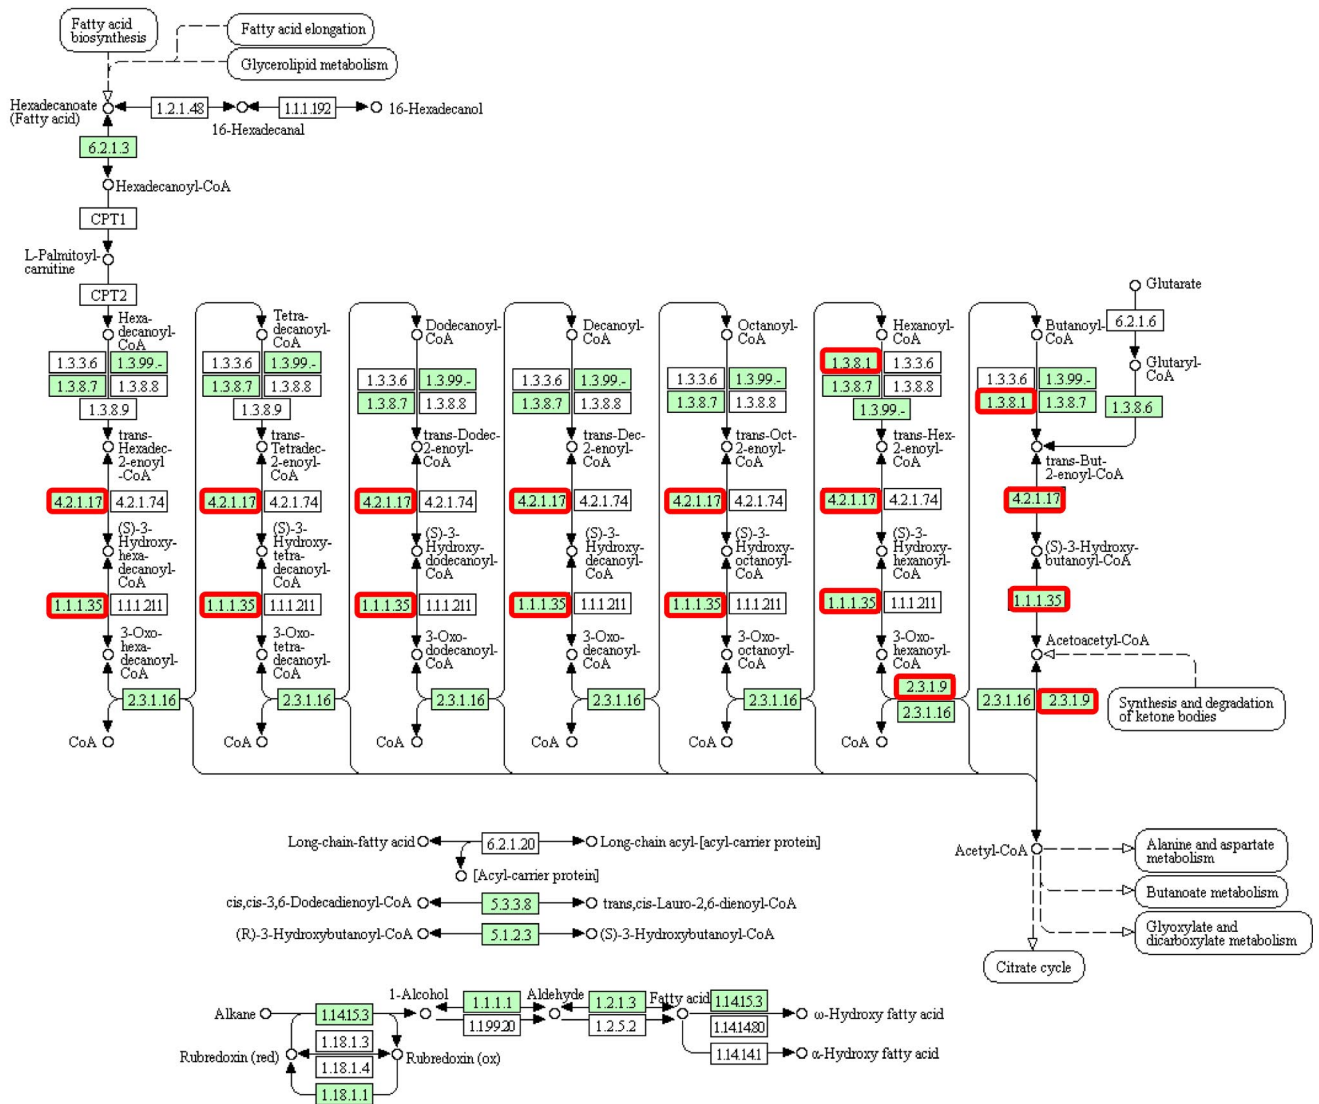 Fatty acid
biosynthesis
Fatty acid elongation
Glycerolipid metabolism
Hexadecanoate
(Fatty acid)
1.2.1.48
1.1.1.192
16-Hexadecanol
16-Hexadecanal
6.2.1.3
Hexadecanoyl-CoA
CPT1
L-Palmitoyl-
carnitine
CPT2
Glutarate
6.2.1.6
Glutaryl-
CoA
1.3.8.6
Hexa-
decanoyl-
CoA
Tetra-
decanoyl-
CoA
Dodecanoyl-
CoA
Decanoyl-
CoA
Octanoyl-
CoA
Hexanoyl-
CoA
Butanoyl-
CoA
1.3.3.6
1.3.99.-
1.3.8.7
1.3.8.8
1.3.8.9
1.3.3.6
1.3.99.-
1.3.8.7
1.3.8.8
1.3.8.9
1.3.3.6
1.3.99.-
1.3.8.7
1.3.8.8
1.3.3.6
1.3.99.-
1.3.8.7
1.3.8.8
1.3.3.6
1.3.99.-
1.3.8.7
1.3.8.8
1.3.8.1
1.3.3.6
1.3.8.7
1.3.8.8
1.3.99.-
1.3.3.6
1.3.99.-
1.3.8.1
1.3.8.7
trans-
Hexadec-
2-enoyl
-CoA
trans-
Tetradec-
2-enoyl-
CoA
trans-Dodec-
2-enoyl-
CoA
trans-Dec-
2-enoyl-
CoA
trans-Oct-
2-enoyl-
CoA
trans-Hex-
2-enoyl-
CoA
trans-But-
2-enoyl-CoA
4.2.1.17
4.2.1.74
4.2.1.17
4.2.1.74
4.2.1.17
4.2.1.74
4.2.1.17
4.2.1.74
4.2.1.17
4.2.1.74
4.2.1.17
4.2.1.74
4.2.1.17
(S)-3-
Hydroxy-
hexa-
decanoyl-
CoA
(S)-3-
Hydroxy-
tetra-
decanoyl-
CoA
(S)-3-
Hydroxy-
dodecanoyl-
CoA
(S)-3-
Hydroxy-
decanoyl-
CoA
(S)-3-
Hydroxy-
octanoyl-
CoA
(S)-3-
Hydroxy-
hexanoyl-
CoA
(S)-3-Hydroxy-
butanoyl-CoA
1.1.1.35
1.1.1.211
1.1.1.35
1.1.1.211
1.1.1.35
1.1.1.211
1.1.1.35
1.1.1.211
1.1.1.35
1.1.1.211
1.1.1.35
1.1.1.211
1.1.1.35
3-Oxo-
hexa-
decanoyl-
CoA
3-Oxo-
tetra-
decanoyl-
CoA
3-Oxo-
dodecanoyl-
CoA
3-Oxo-
decanoyl-
CoA
3-Oxo-
octanoyl-
CoA
3-Oxo-
hexanoyl-
CoA
Acetoacetyl-CoA
2.3.1.16
2.3.1.16
2.3.1.16
2.3.1.16
2.3.1.16
2.3.1.9
2.3.1.16
2.3.1.16
2.3.1.9
Synthesis and degradation
of ketone bodies
CoA
CoA
CoA
CoA
CoA
CoA
Long-chain-fatty acid
6.2.1.20
Long-chain acyl-[acyl-carrier protein]
[Acyl-carrier protein]
cis,cis-3,6-Dodecadienoyl-CoA
5.3.3.8
trans,cis-Lauro-2,6-dienoyl-CoA
(R)-3-Hydroxybutanoyl-CoA
5.1.2.3
(S)-3-Hydroxybutanoyl-CoA
Acetyl-CoA
Alanine and aspartate
metabolism
Butanoate metabolism
Glyoxylate and
dicarboxylate metabolism
Citrate cycle
Alkane
1.14.15.3
1-Alcohol
1.1.1.1
1.1.99.20
Aldehyde
1.2.1.3
1.2.5.2
Fatty acid
1.14.15.3
1.14.14.80
ω-Hydroxy fatty acid
1.14.14.1
α-Hydroxy fatty acid
1.18.1.3
Rubredoxin (red)
1.18.1.4
Rubredoxin (ox)
1.18.1.1